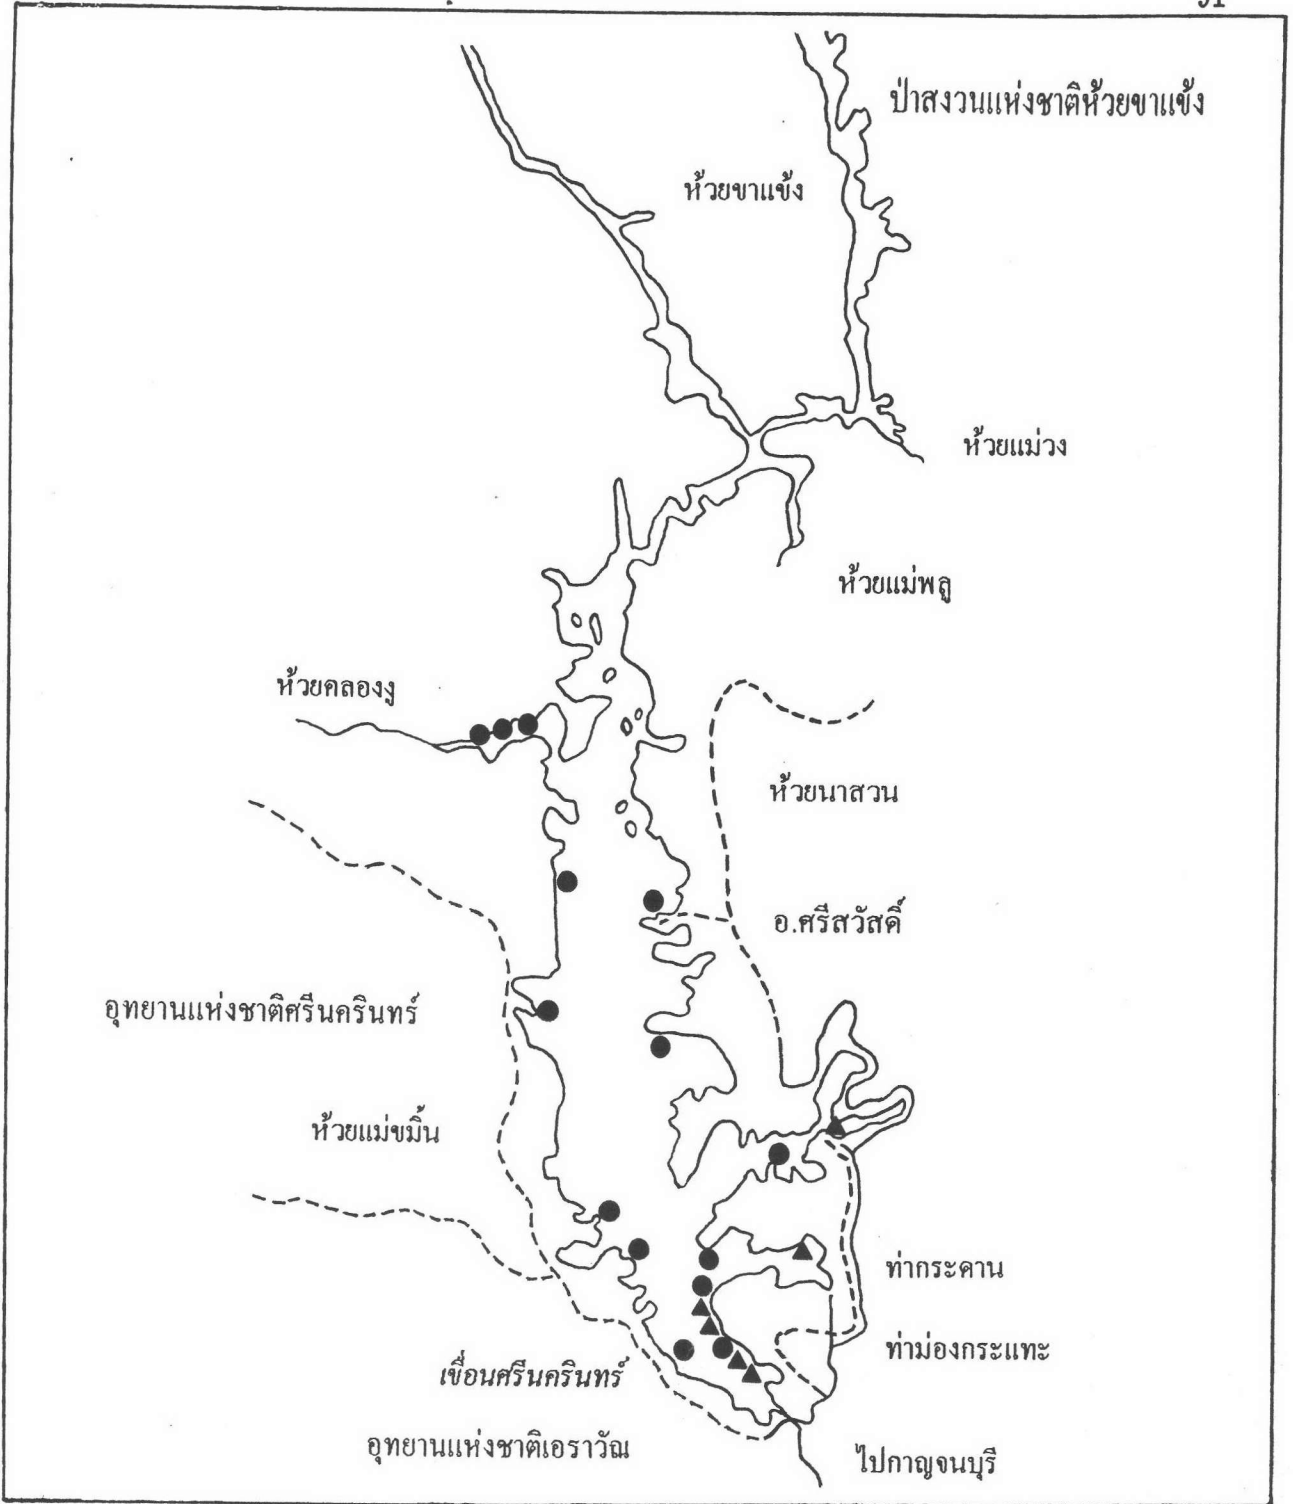 ป่าสงวนแห่งชาติห้วยขาแข้ง
ห้วยขาแข้ง
ห้วยแม่วง
ห้วยแม่พลู
ห้วยคลองงู
ห้วยนาสวน
อ.ศรีสวัสดิ์
อุทยานแห่งชาติศรีนครินทร์
ห้วยแม่ขมิ้น
ท่ากระดาน
ท่าม่องกระแทะ
เขื่อนศรีนครินทร์
อุทยานแห่งชาติเอราวัณ
ไปกาญจนบุรี